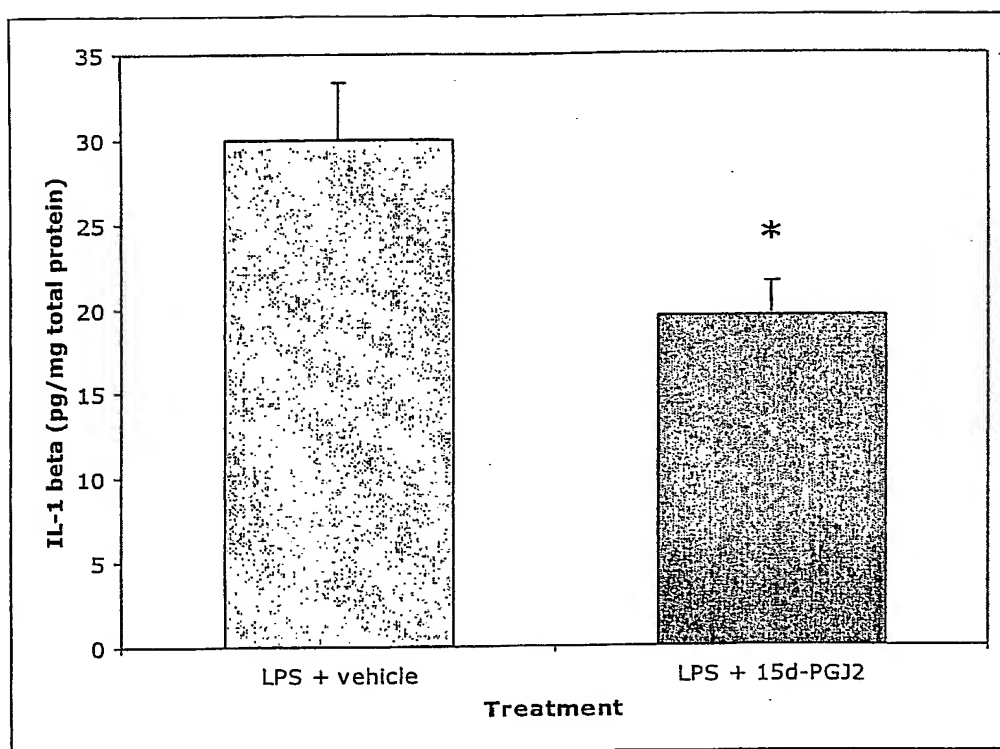 35
30
25
20
15
10
5
0
IL-1 beta (pg/mg total protein)
*
LPS + vehicle
LPS + 15d-PGJ2
Treatment